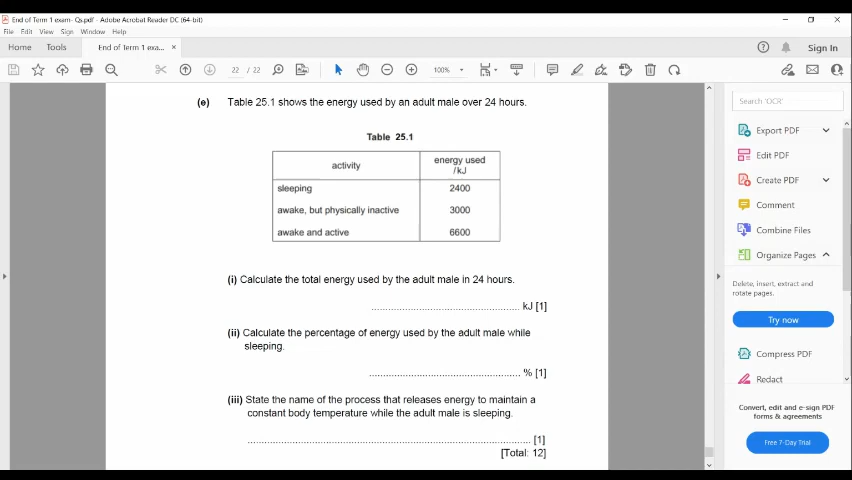 End of Term 1 exam- Qs.pdf - Adobe Acrobat Reader DC (64-bit)
File Edit View Sign Window Help
Home Tools End of Term 1 exa... × Sign In
22 / 22 100%
(e) Table 25.1 shows the energy used by an adult male over 24 hours.
Table 25.1
activity energy used /kJ
sleeping 2400
awake, but physically inactive 3000
awake and active 6600
(i) Calculate the total energy used by the adult male in 24 hours.
........................................................ kJ [1]
(ii) Calculate the percentage of energy used by the adult male while
sleeping.
........................................................ % [1]
(iii) State the name of the process that releases energy to maintain a
constant body temperature while the adult male is sleeping.
........................................................................................................ [1]
[Total: 12]
Search 'OCR'
Export PDF
Edit PDF
Create PDF
Comment
Combine Files
Organize Pages
Delete, insert, extract and
rotate pages.
Try now
Compress PDF
Redact
Convert, edit and e-sign PDF
forms & agreements
Free 7-Day Trial